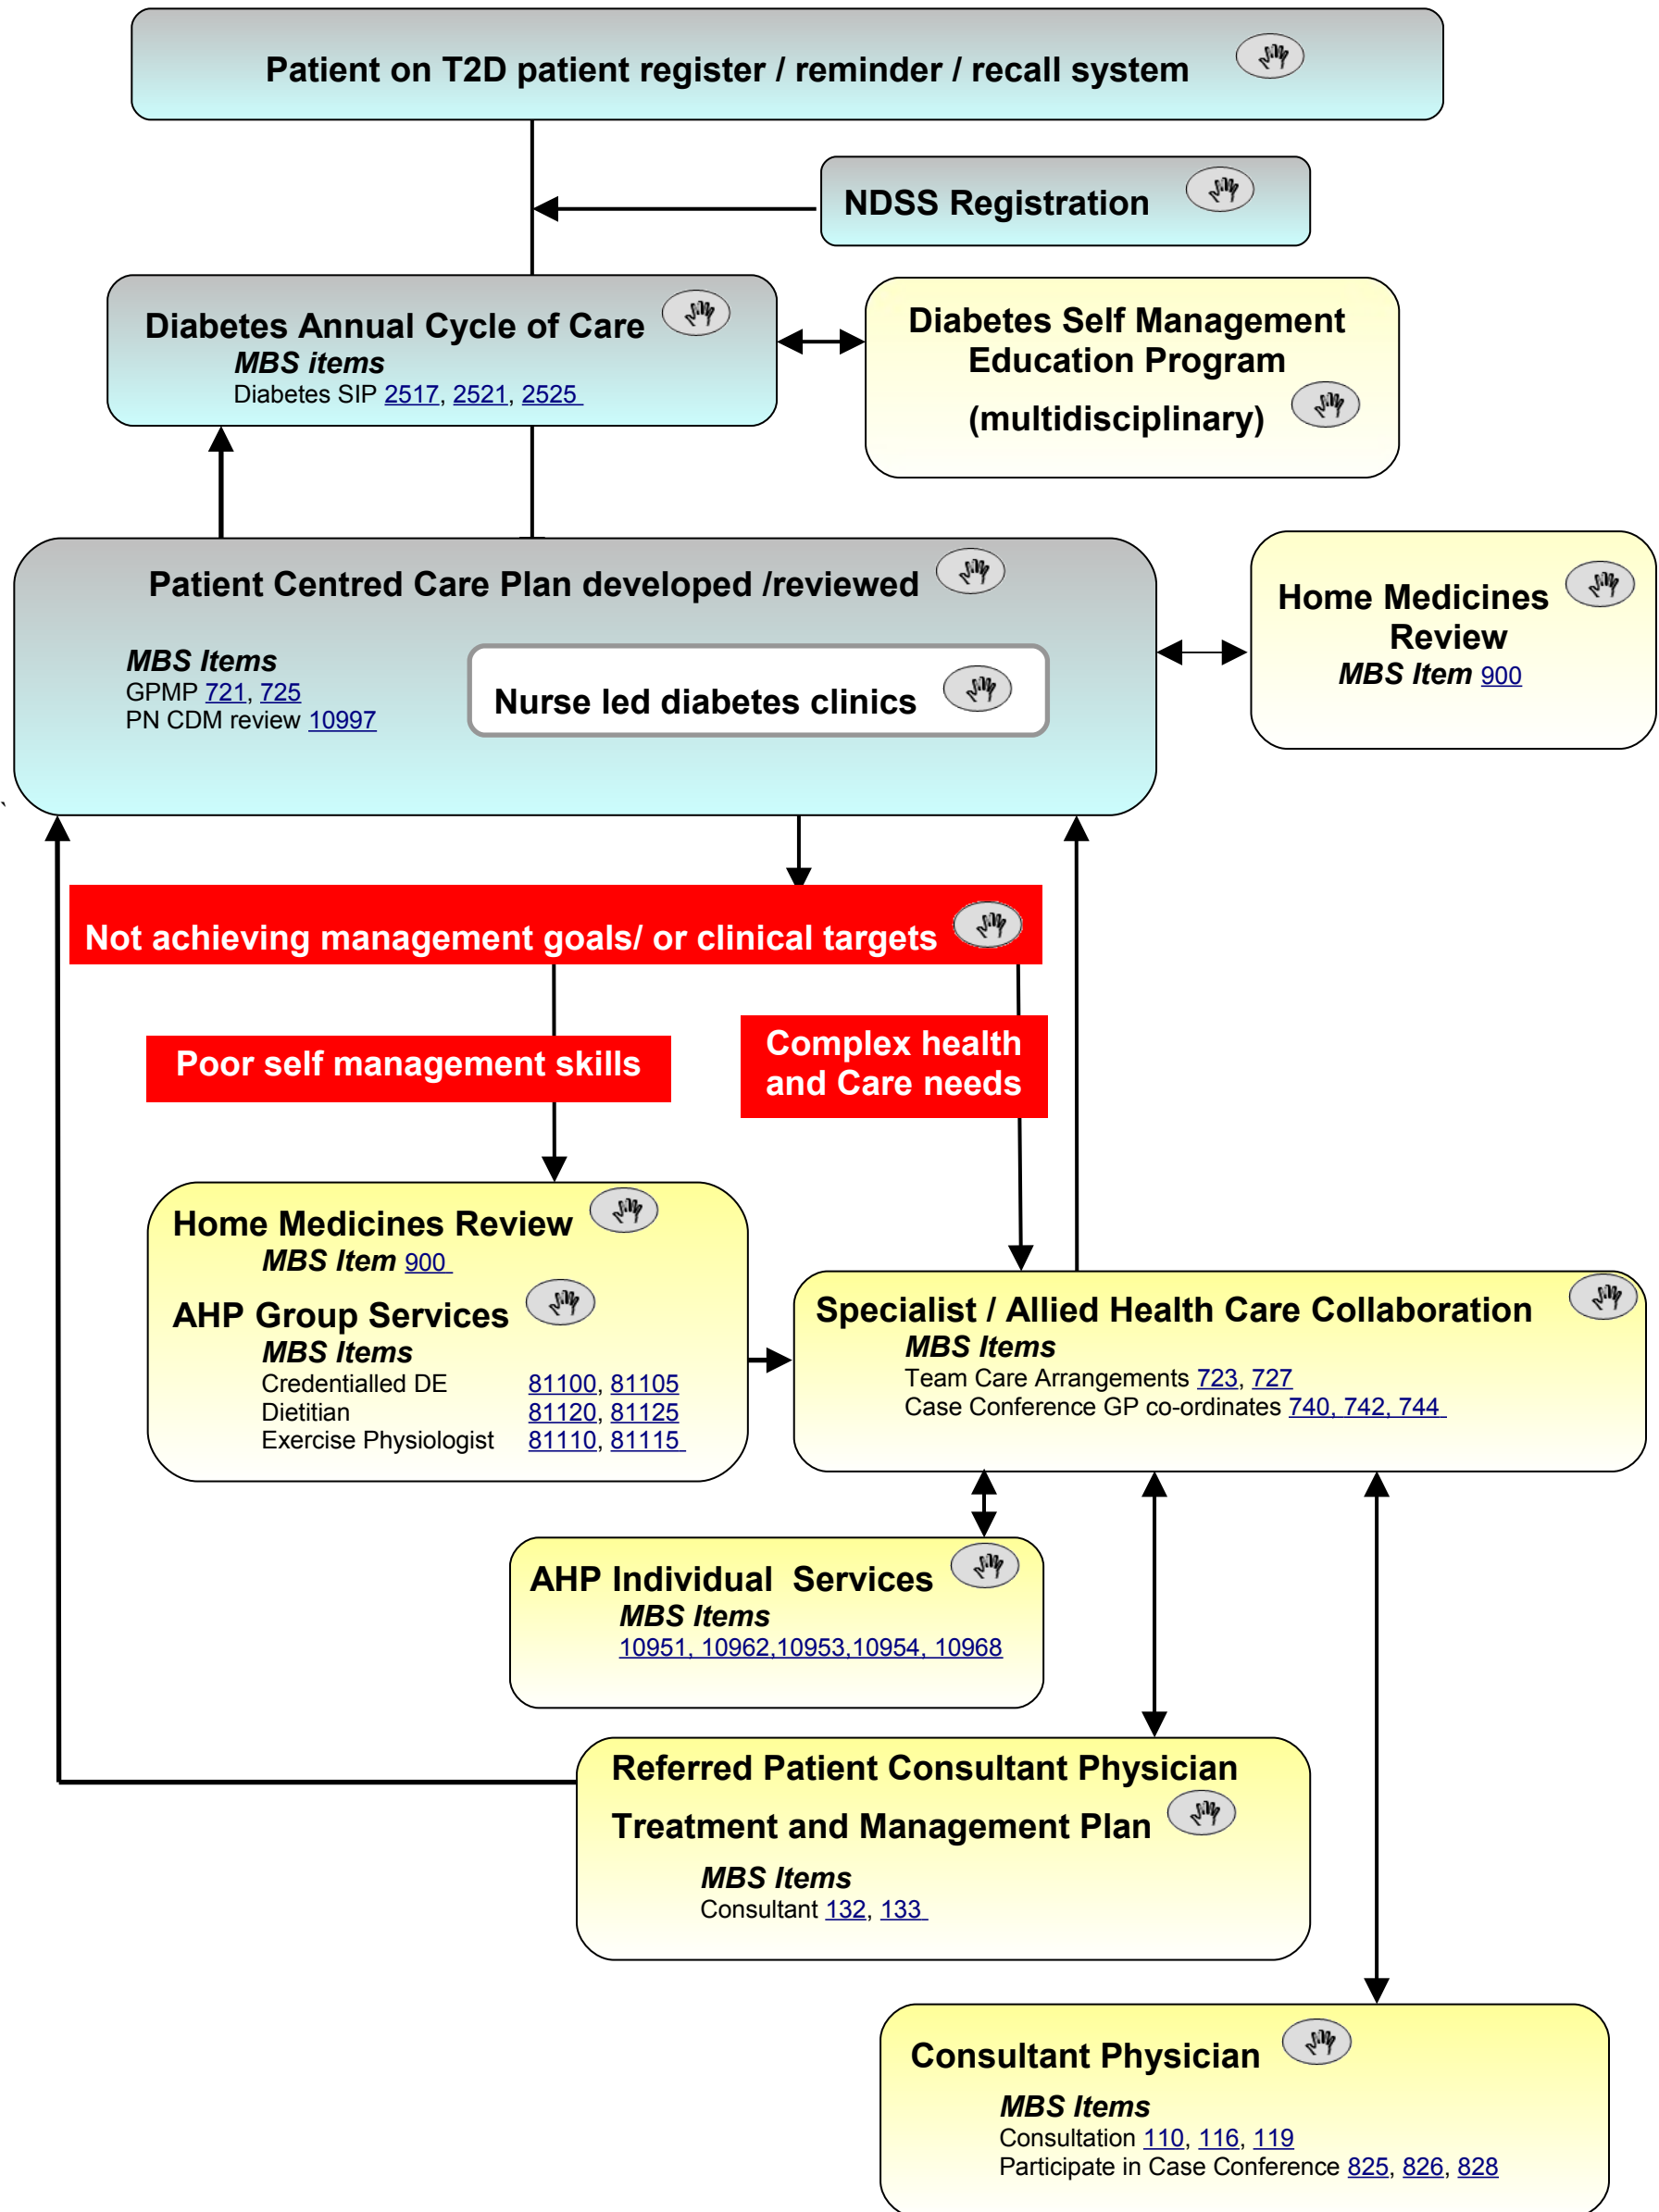 Patient on T2D patient register / reminder / recall system
NDSS Registration
Diabetes Annual Cycle of Care
MBS items
Diabetes SIP 2517, 2521, 2525
Diabetes Self Management
Education Program
(multidisciplinary)
Patient Centred Care Plan developed /reviewed
MBS Items
GPMP 721, 725
PN CDM review 10997
Nurse led diabetes clinics
Home Medicines
Review
MBS Item 900
`
Not achieving management goals/ or clinical targets
Poor self management skills
Complex health
and Care needs
Home Medicines Review
MBS Item 900
AHP Group Services
MBS Items
Credentialled DE 81100, 81105
Dietitian 81120, 81125
Exercise Physiologist 81110, 81115
Specialist / Allied Health Care Collaboration
MBS Items
Team Care Arrangements 723, 727
Case Conference GP co-ordinates 740, 742, 744
AHP Individual Services
MBS Items
10951, 10962,10953,10954, 10968
Referred Patient Consultant Physician
Treatment and Management Plan
MBS Items
Consultant 132, 133
Consultant Physician
MBS Items
Consultation 110, 116, 119
Participate in Case Conference 825, 826, 828